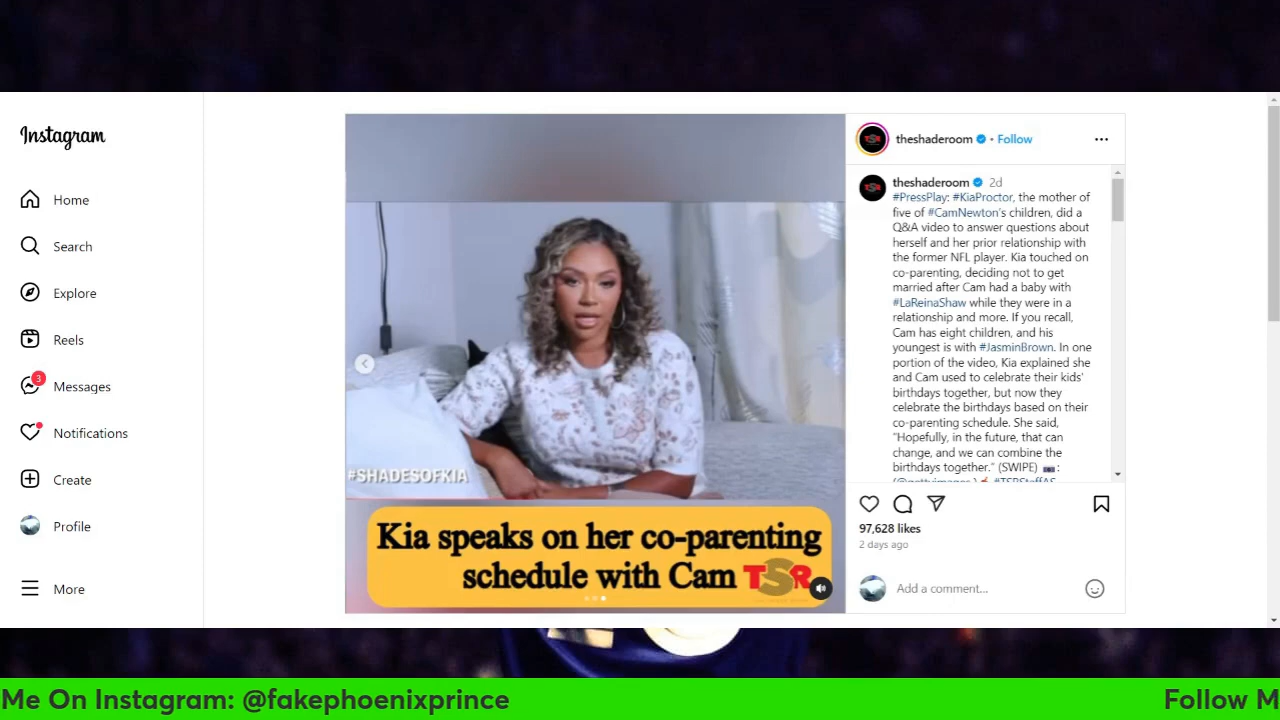 Instagram
Home
Search
Explore
Reels
3
Messages
Notifications
Create
Profile
More
#SHADESOFKIA
Kia speaks on her co-parenting
schedule with Cam TSR
theshaderoom • Follow
theshaderoom 2d
#PressPlay: #KiaProctor, the mother of
five of #CamNewton's children, did a
Q&A video to answer questions about
herself and her prior relationship with
the former NFL player. Kia touched on
co-parenting, deciding not to get
married after Cam had a baby with
#LaReinaShaw while they were in a
relationship and more. If you recall,
Cam has eight children, and his
youngest is with #JasminBrown. In one
portion of the video, Kia explained she
and Cam used to celebrate their kids'
birthdays together, but now they
celebrate the birthdays based on their
co-parenting schedule. She said,
"Hopefully, in the future, that can
change, and we can combine the
birthdays together." (SWIPE) 📷:
(@gettyimages ) #TSRStaffAS
97,628 likes
2 days ago
Add a comment...
Me On Instagram: @fakephoenixprince
Follow M